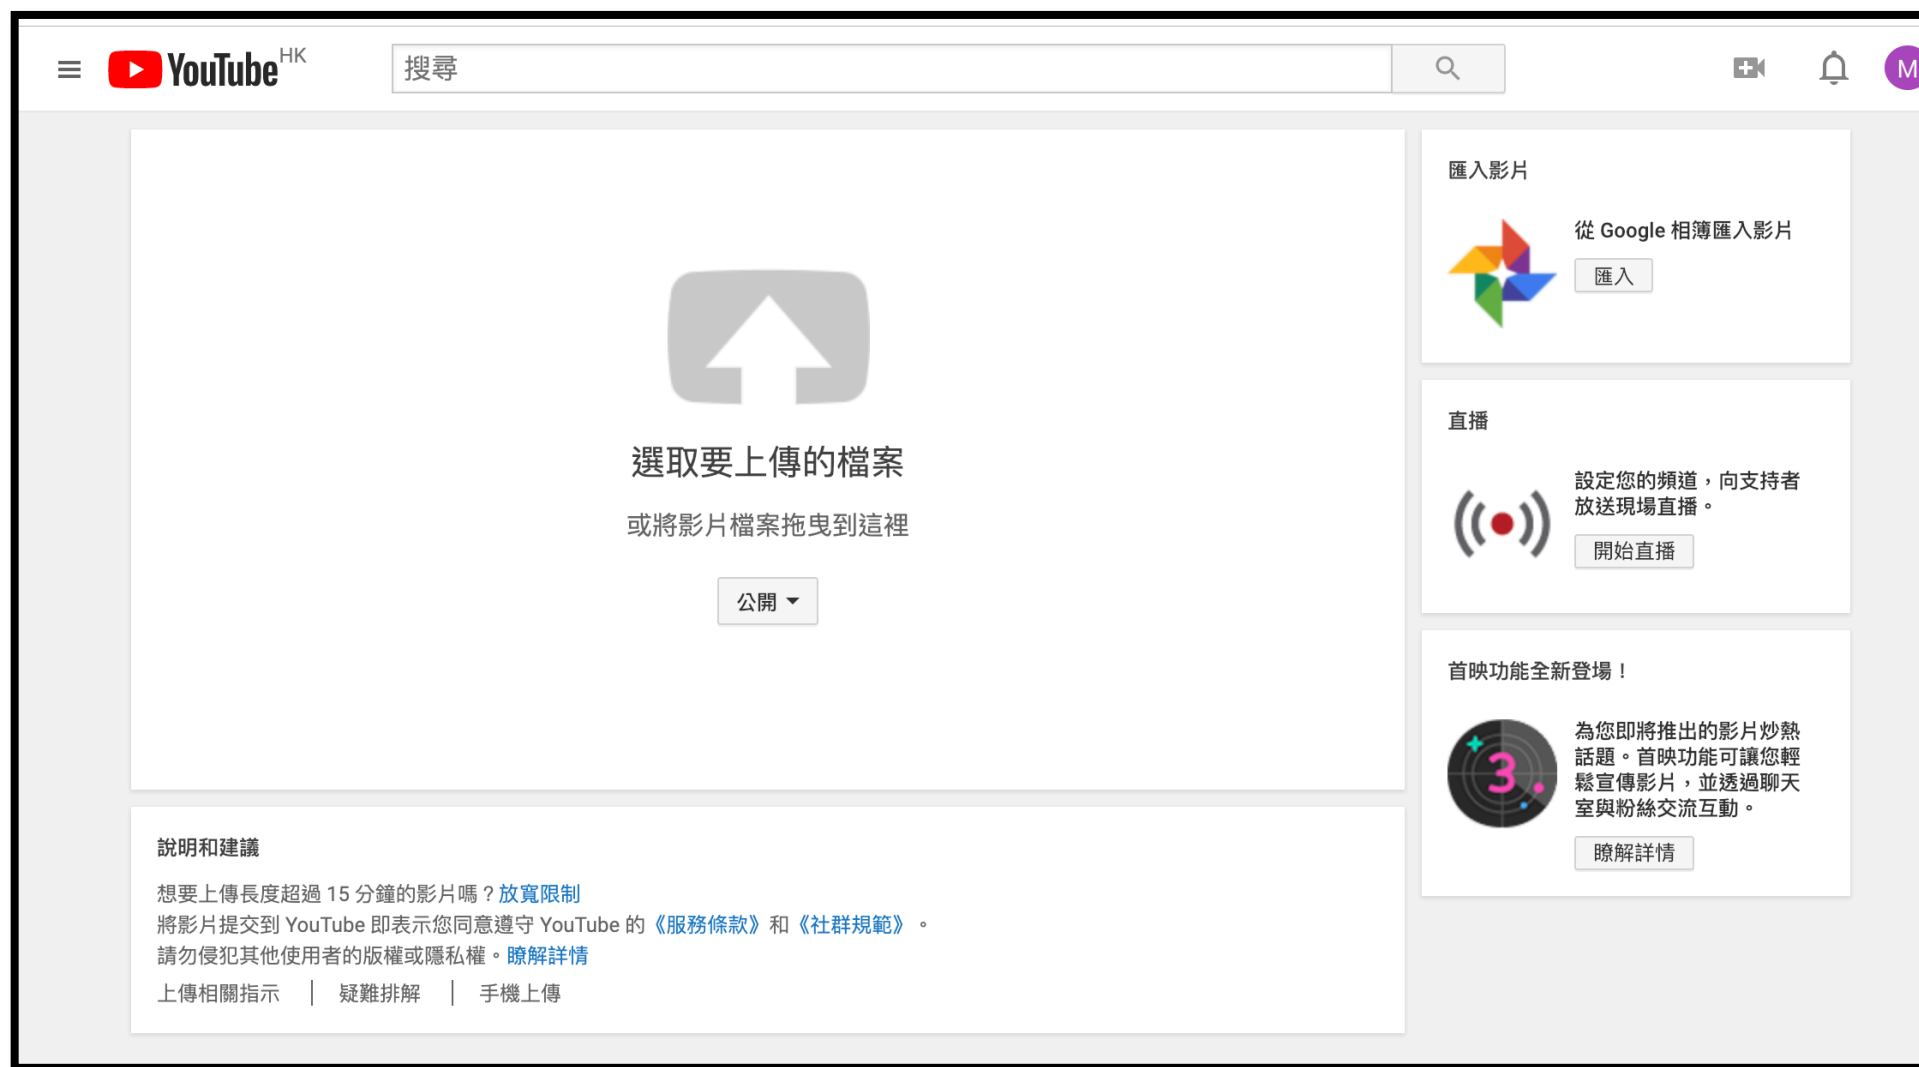 YouTube HK
搜尋
M
選取要上傳的檔案
或將影片檔案拖曳到這裡
公開
說明和建議
想要上傳長度超過 15 分鐘的影片嗎？放寬限制
將影片提交到 YouTube 即表示您同意遵守 YouTube 的《服務條款》和《社群規範》。
請勿侵犯其他使用者的版權或隱私權。瞭解詳情
上傳相關指示 | 疑難排解 | 手機上傳
匯入影片
從 Google 相簿匯入影片
匯入
直播
設定您的頻道，向支持者
放送現場直播。
開始直播
首映功能全新登場！
3
為您即將推出的影片炒熱
話題。首映功能可讓您輕
鬆宣傳影片，並透過聊天
室與粉絲交流互動。
瞭解詳情